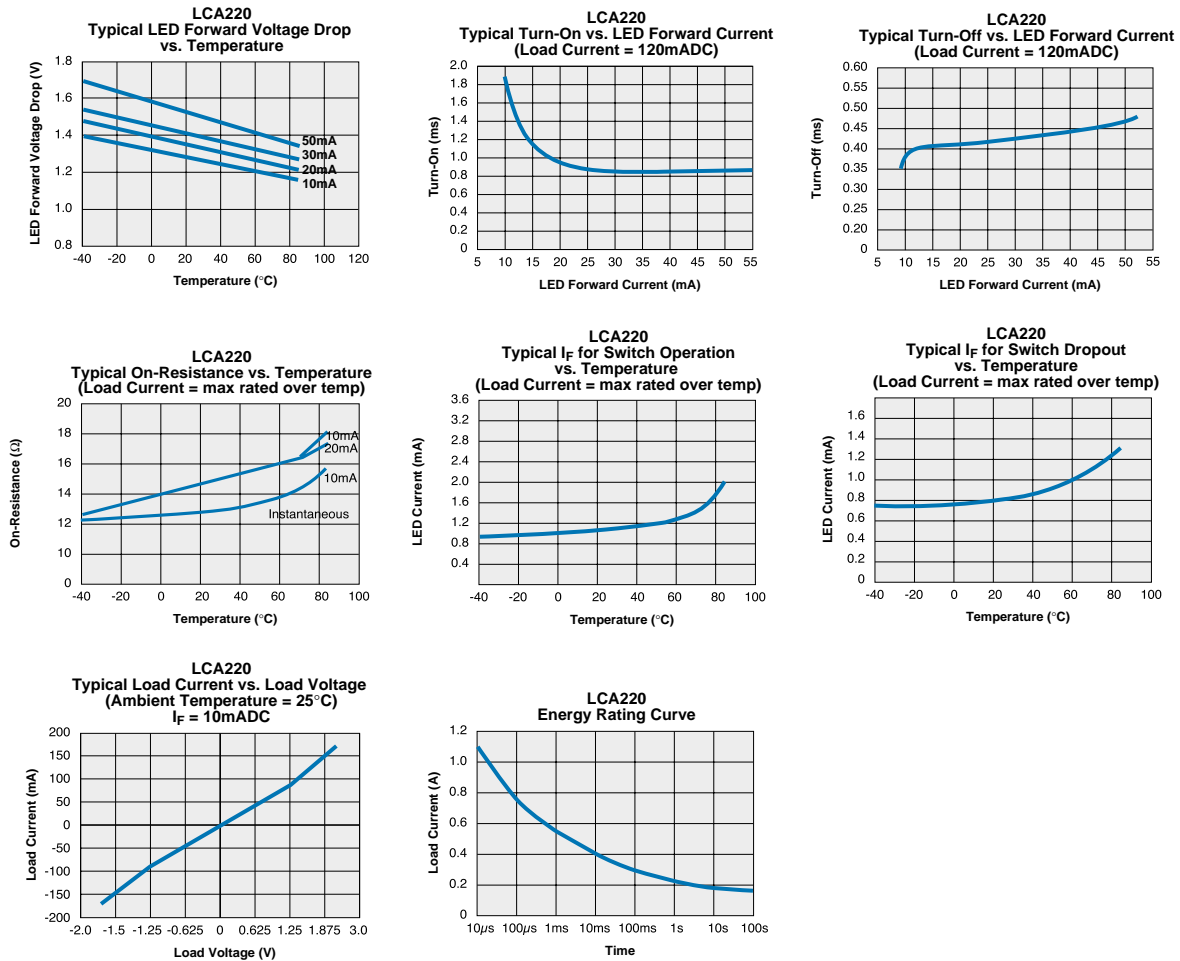 LCA220
Typical LED Forward Voltage Drop
vs. Temperature
LED Forward Voltage Drop (V)
1.8
1.6
1.4
1.2
1.0
0.8
50mA
30mA
20mA
10mA
-40 -20 0 20 40 60 80 100 120
Temperature (°C)
LCA220
Typical Turn-On vs. LED Forward Current
(Load Current = 120mADC)
Turn-On (ms)
2.0
1.8
1.6
1.4
1.2
1.0
0.8
0.6
0.4
0.2
0
5 10 15 20 25 30 35 40 45 50 55
LED Forward Current (mA)
LCA220
Typical Turn-Off vs. LED Forward Current
(Load Current = 120mADC)
Turn-Off (ms)
0.60
0.55
0.50
0.45
0.40
0.35
0.30
0.25
0.20
0
5 10 15 20 25 30 35 40 45 50 55
LED Forward Current (mA)
LCA220
Typical On-Resistance vs. Temperature
(Load Current = max rated over temp)
On-Resistance (Ω)
20
18
16
14
12
10
0
10mA
20mA
10mA
Instantaneous
-40 -20 0 20 40 60 80 100
Temperature (°C)
LCA220
Typical IF for Switch Operation
vs. Temperature
(Load Current = max rated over temp)
LED Current (mA)
3.6
3.2
2.8
2.4
2.0
1.6
1.2
0.8
0.4
-40 -20 0 20 40 60 80 100
Temperature (°C)
LCA220
Typical IF for Switch Dropout
vs. Temperature
(Load Current = max rated over temp)
LED Current (mA)
1.6
1.4
1.2
1.0
0.8
0.6
0.4
0.2
0
-40 -20 0 20 40 60 80 100
Temperature (°C)
LCA220
Typical Load Current vs. Load Voltage
(Ambient Temperature = 25°C)
IF = 10mADC
Load Current (mA)
200
150
100
50
0
-50
-100
-150
-200
-2.0 -1.5 -1.25 -0.625 0 0.625 1.25 1.875 3.0
Load Voltage (V)
LCA220
Energy Rating Curve
Load Current (A)
1.2
1.0
0.8
0.6
0.4
0.2
0
10µs 100µs 1ms 10ms 100ms 1s 10s 100s
Time